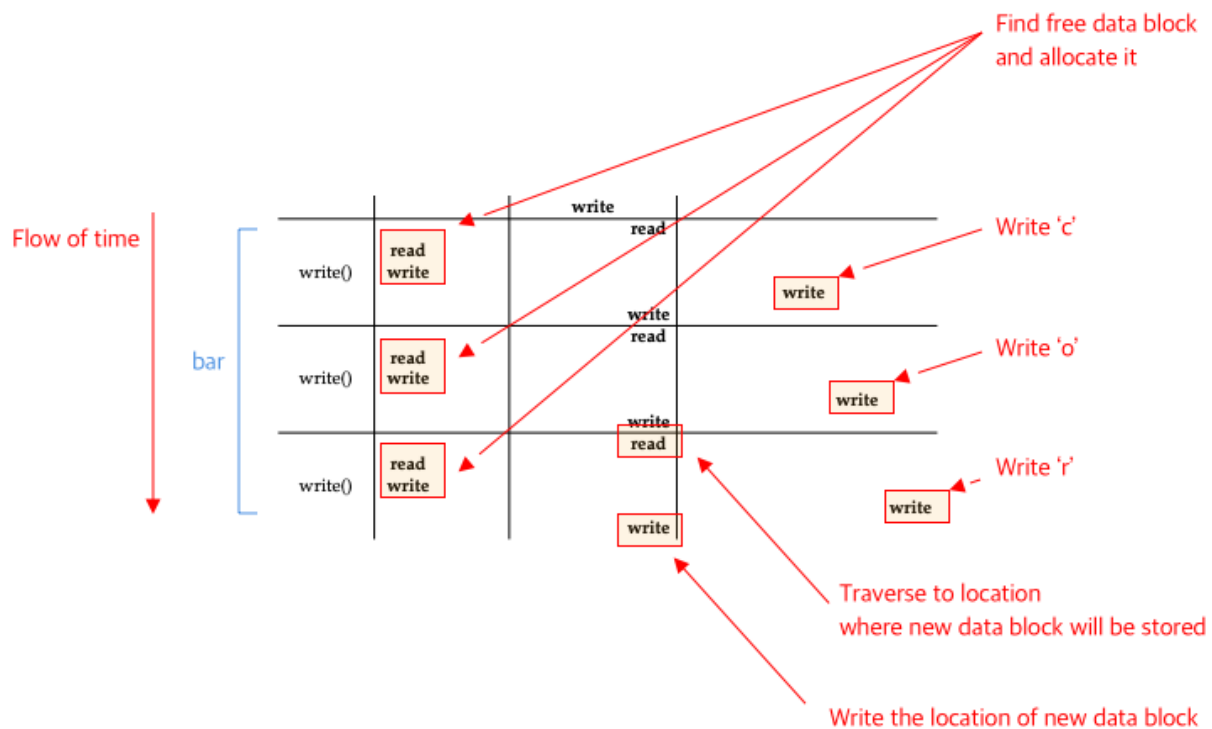 Find free data block
and allocate it
write
Flow of time
read
Write ‘c’
read
write()
write
write
write
read
bar
Write ‘o’
read
write()
write
write
write
read
Write ‘r’
read
write()
write
write
write
Traverse to location
where new data block will be stored
Write the location of new data block